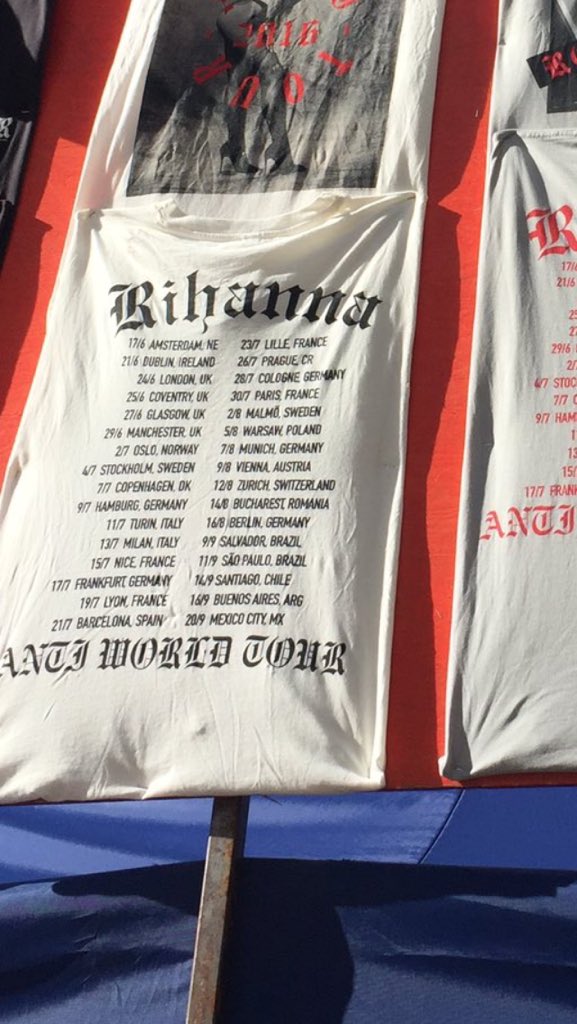 2016
TOUR
Rihanna
17/6 AMSTERDAM, NE 23/7 LILLE, FRANCE
21/6 DUBLIN, IRELAND 26/7 PRAGUE, CR
24/6 LONDON, UK 28/7 COLOGNE, GERMANY
25/6 COVENTRY, UK 30/7 PARIS, FRANCE
27/6 GLASGOW, UK 2/8 MALMÖ, SWEDEN
29/6 MANCHESTER, UK 5/8 WARSAW, POLAND
2/7 OSLO, NORWAY 7/8 MUNICH, GERMANY
4/7 STOCKHOLM, SWEDEN 9/8 VIENNA, AUSTRIA
7/7 COPENHAGEN, DK 12/8 ZURICH, SWITZERLAND
9/7 HAMBURG, GERMANY 14/8 BUCHAREST, ROMANIA
11/7 TURIN, ITALY 16/8 BERLIN, GERMANY
13/7 MILAN, ITALY 9/9 SALVADOR, BRAZIL
15/7 NICE, FRANCE 11/9 SÃO PAULO, BRAZIL
17/7 FRANKFURT, GERMANY 14/9 SANTIAGO, CHILE
19/7 LYON, FRANCE 16/9 BUENOS AIRES, ARG
21/7 BARCELONA, SPAIN 20/9 MEXICO CITY, MX
ANTI WORLD TOUR
R
17/6
21/6
29/6
4/7 STOC
7/7
9/7 HAM
17/7 FRANK
ANTI